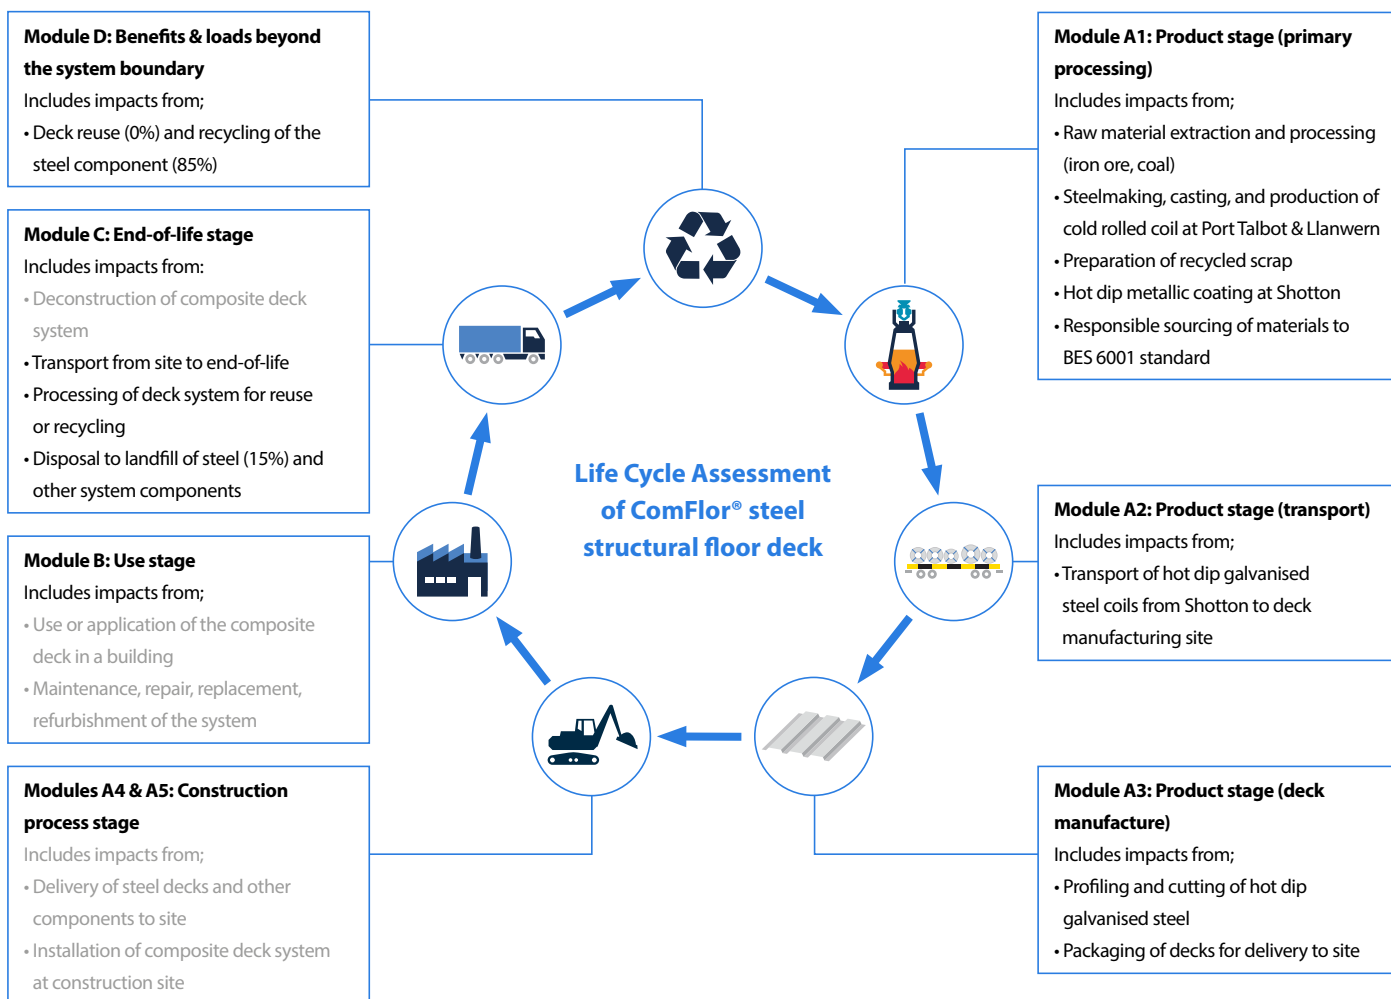 Module D: Benefits & loads beyond
the system boundary
Includes impacts from;
• Deck reuse (0%) and recycling of the
steel component (85%)
Module C: End-of-life stage
Includes impacts from:
• Deconstruction of composite deck
system
• Transport from site to end-of-life
• Processing of deck system for reuse
or recycling
• Disposal to landfill of steel (15%) and
other system components
Module B: Use stage
Includes impacts from;
• Use or application of the composite
deck in a building
• Maintenance, repair, replacement,
refurbishment of the system
Modules A4 & A5: Construction
process stage
Includes impacts from;
• Delivery of steel decks and other
components to site
• Installation of composite deck system
at construction site
Life Cycle Assessment
of ComFlor® steel
structural floor deck
Module A1: Product stage (primary
processing)
Includes impacts from;
• Raw material extraction and processing
(iron ore, coal)
• Steelmaking, casting, and production of
cold rolled coil at Port Talbot & Llanwern
• Preparation of recycled scrap
• Hot dip metallic coating at Shotton
• Responsible sourcing of materials to
BES 6001 standard
Module A2: Product stage (transport)
Includes impacts from;
• Transport of hot dip galvanised
steel coils from Shotton to deck
manufacturing site
Module A3: Product stage (deck
manufacture)
Includes impacts from;
• Profiling and cutting of hot dip
galvanised steel
• Packaging of decks for delivery to site